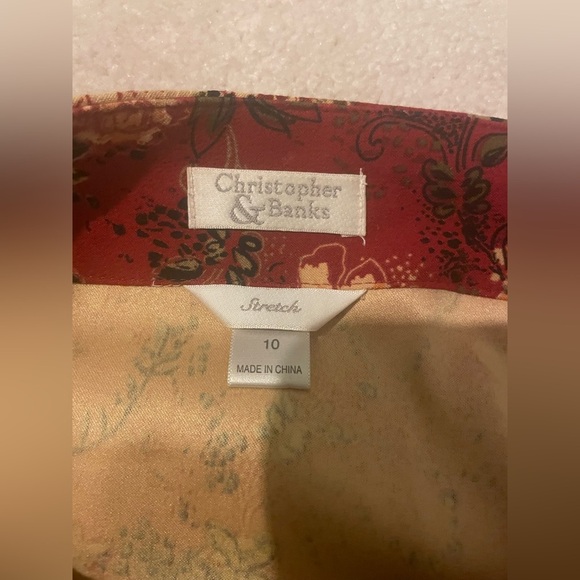 Christopher
& Banks
Stretch
10
MADE IN CHINA